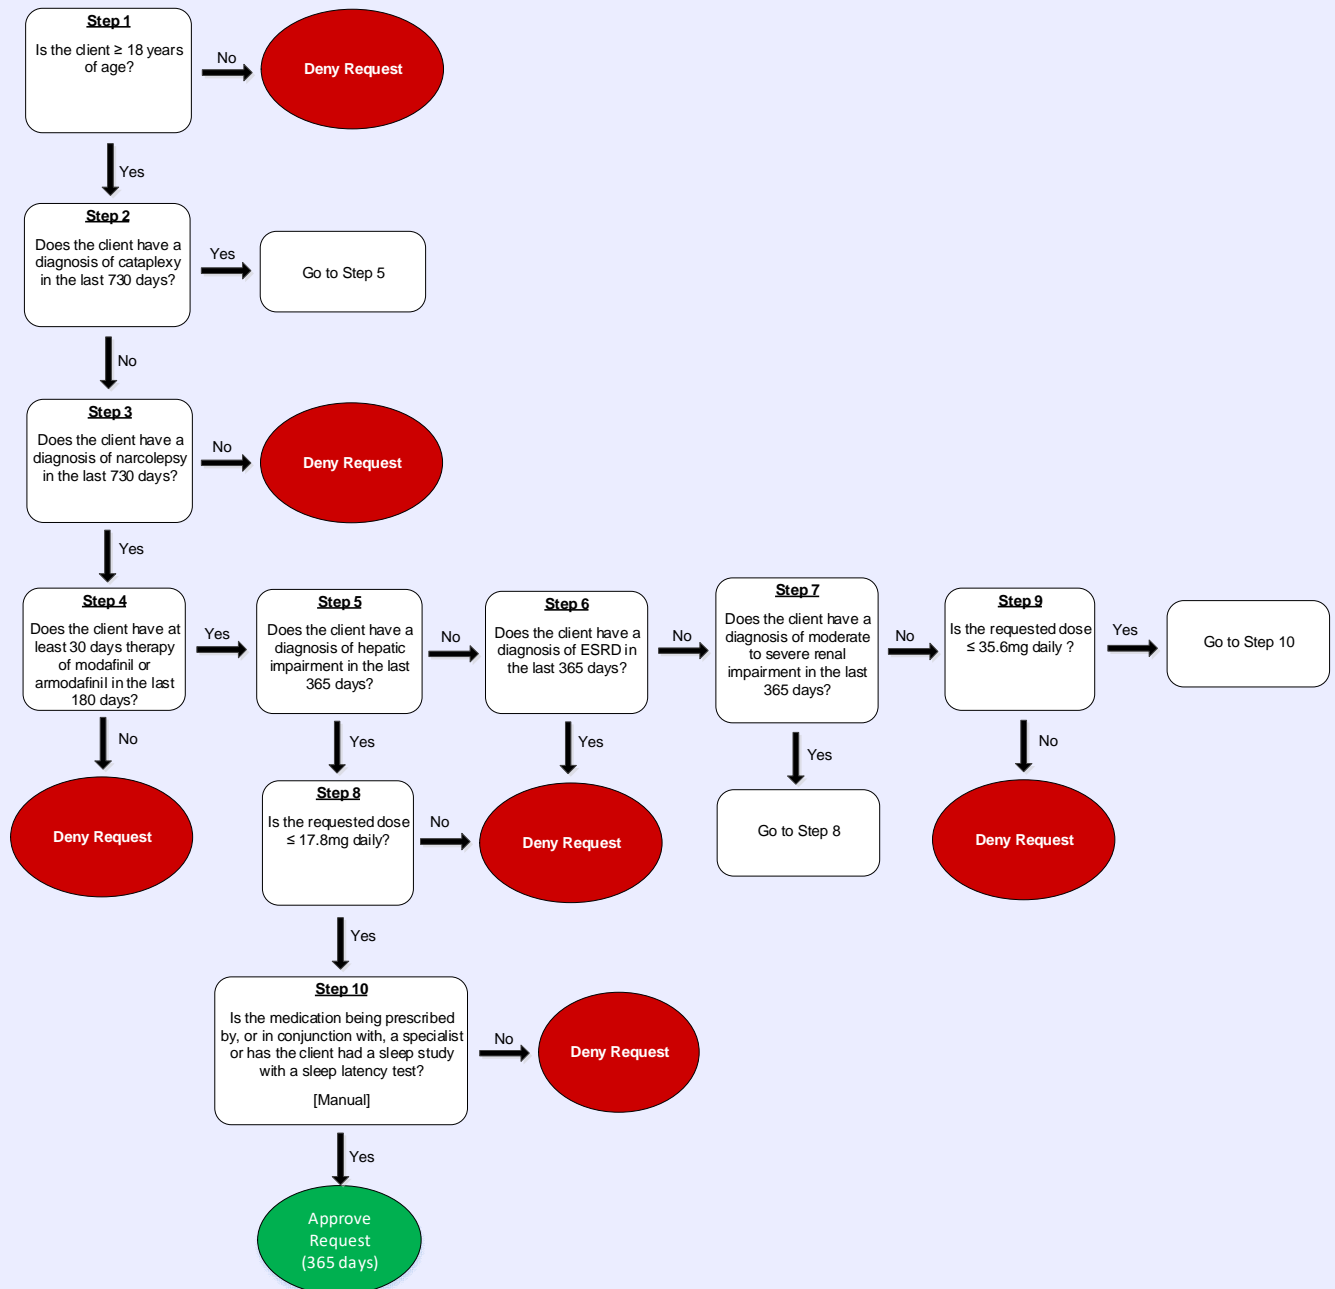 Step 1
Is the client ≥ 18 years
of age?
No
Deny Request
Yes
Step 2
Does the client have a
diagnosis of cataplexy
in the last 730 days?
Yes
Go to Step 5
No
Step 3
Does the client have a
diagnosis of narcolepsy
in the last 730 days?
No
Deny Request
Yes
Step 4
Does the client have at
least 30 days therapy
of modafinil or
armodafinil in the last
180 days?
Yes
No
Deny Request
Step 5
Does the client have a
diagnosis of hepatic
impairment in the last
365 days?
No
Yes
Step 6
Does the client have a
diagnosis of ESRD in
the last 365 days?
No
Yes
Deny Request
Step 7
Does the client have a
diagnosis of moderate
to severe renal
impairment in the last
365 days?
No
Yes
Go to Step 8
Step 9
Is the requested dose
≤ 35.6mg daily ?
Yes
Go to Step 10
No
Deny Request
Step 8
Is the requested dose
≤ 17.8mg daily?
No
Yes
Step 10
Is the medication being prescribed
by, or in conjunction with, a specialist
or has the client had a sleep study
with a sleep latency test?
[Manual]
No
Deny Request
Yes
Approve
Request
(365 days)